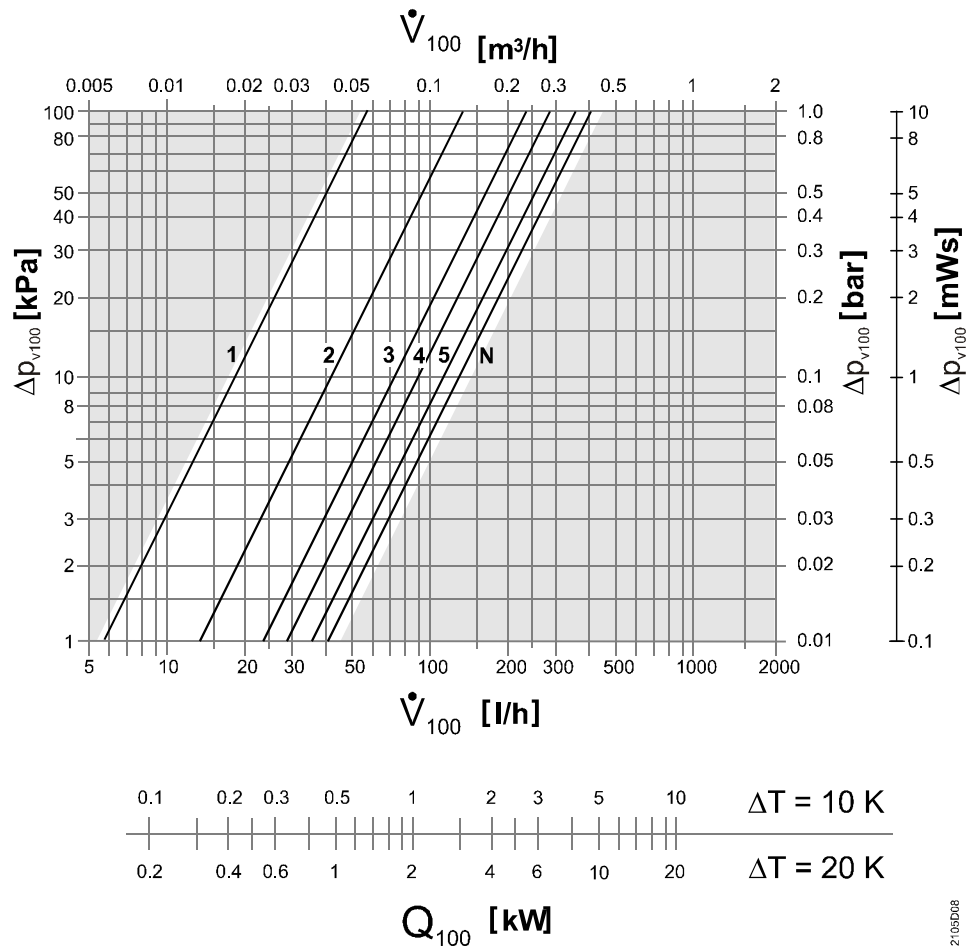 V̇100 [m³/h]
0.005 0.01 0.02 0.03 0.05 0.1 0.2 0.3 0.5 1 2
100 1.0 10
80 0.8 8
50 0.5 5
40 0.4 4
30 0.3 3
20 0.2 2
Δpv100 [kPa]
Δpv100 [bar]
Δpv100 [mWs]
1 2 3 4 5 N
10 0.1 1
8 0.08
5 0.05 0.5
3 0.03 0.3
2 0.02 0.2
1 0.01 0.1
5 10 20 30 50 100 200 300 500 1000 2000
V̇100 [l/h]
0.1 0.2 0.3 0.5 1 2 3 5 10 ΔT = 10 K
0.2 0.4 0.6 1 2 4 6 10 20 ΔT = 20 K
Q100 [kW]
2105D08